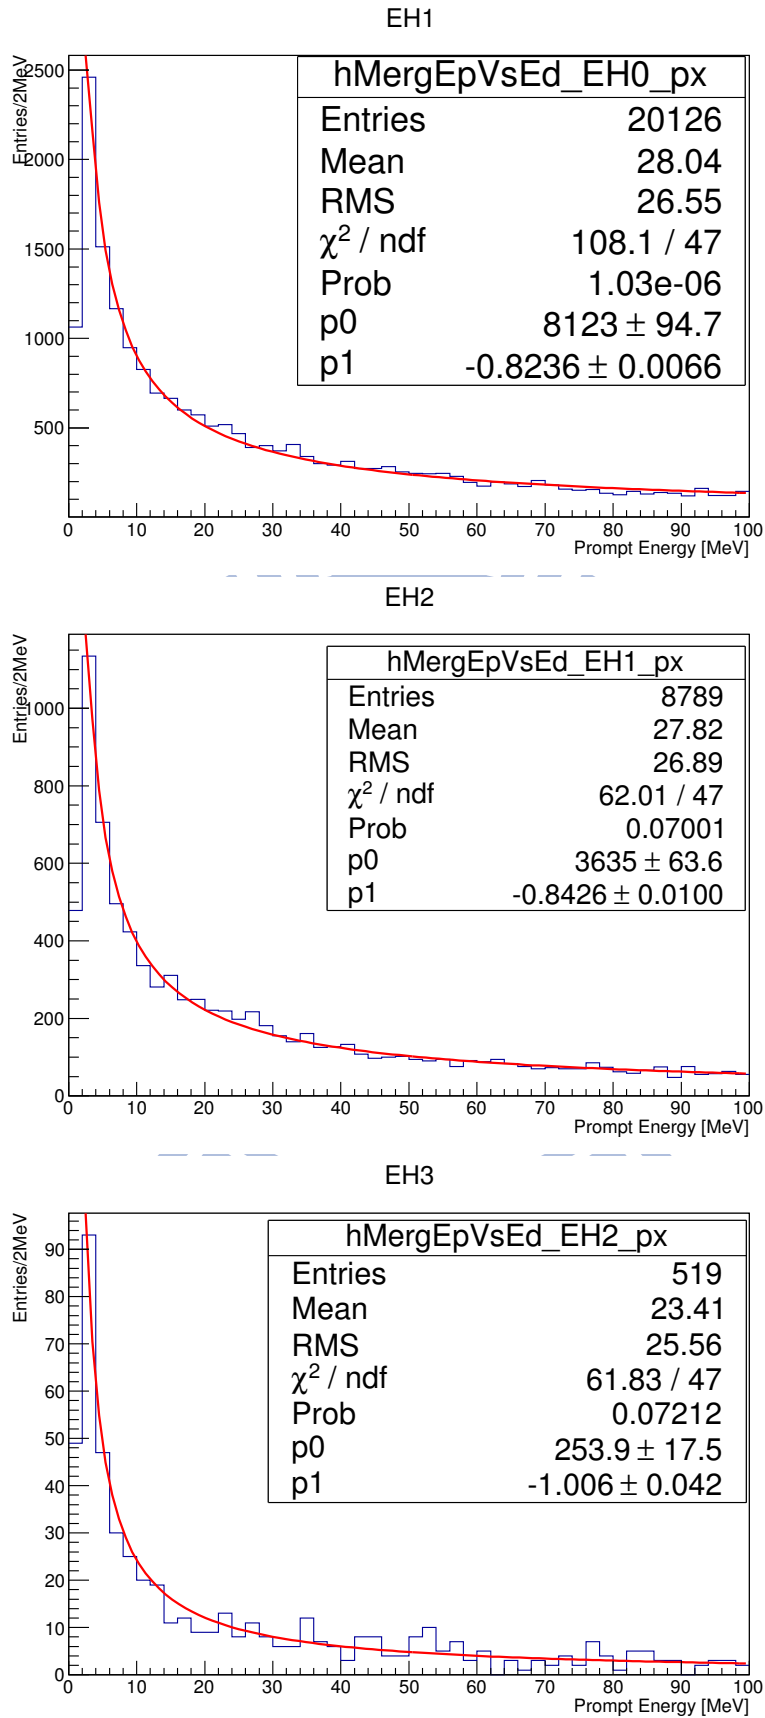 EH1
Entries/2MeV
hMergEpVsEd_EH0_px
Entries 20126
Mean 28.04
RMS 26.55
χ² / ndf 108.1 / 47
Prob 1.03e-06
p0 8123 ± 94.7
p1 -0.8236 ± 0.0066
2500
2000
1500
1000
500
0 10 20 30 40 50 60 70 80 90 100
Prompt Energy [MeV]
EH2
Entries/2MeV
hMergEpVsEd_EH1_px
Entries 8789
Mean 27.82
RMS 26.89
χ² / ndf 62.01 / 47
Prob 0.07001
p0 3635 ± 63.6
p1 -0.8426 ± 0.0100
1000
800
600
400
200
0
0 10 20 30 40 50 60 70 80 90 100
Prompt Energy [MeV]
EH3
Entries/2MeV
hMergEpVsEd_EH2_px
Entries 519
Mean 23.41
RMS 25.56
χ² / ndf 61.83 / 47
Prob 0.07212
p0 253.9 ± 17.5
p1 -1.006 ± 0.042
90
80
70
60
50
40
30
20
10
0
0 10 20 30 40 50 60 70 80 90 100
Prompt Energy [MeV]